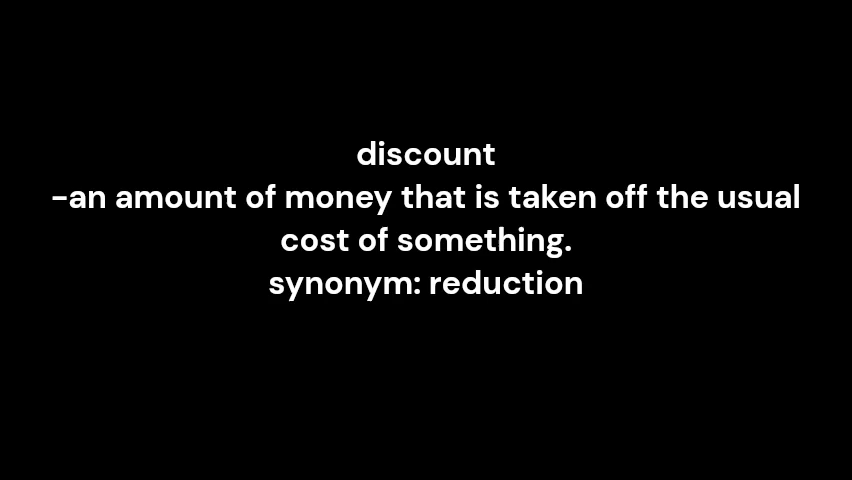 discount
-an amount of money that is taken off the usual
cost of something.
synonym: reduction